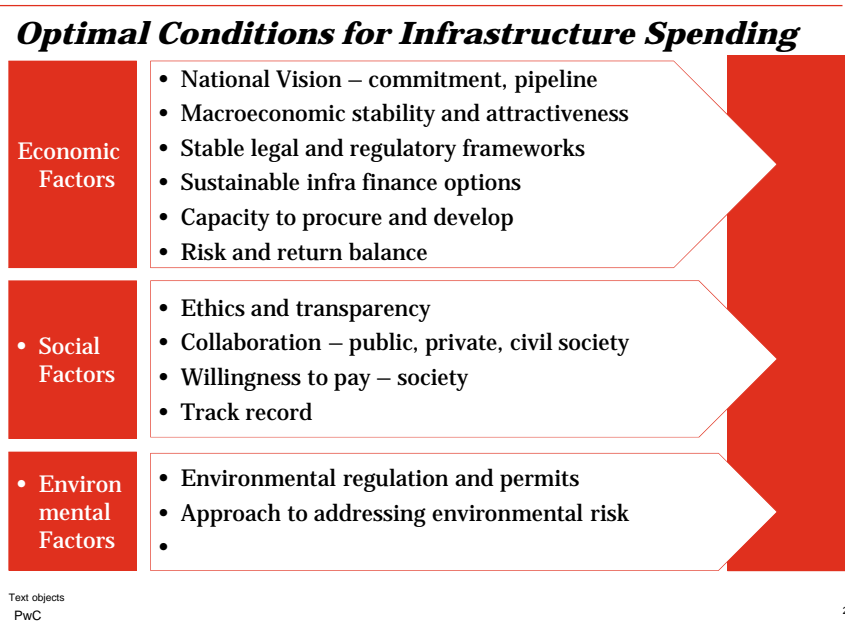 Optimal Conditions for Infrastructure Spending
Economic
Factors
• National Vision – commitment, pipeline
• Macroeconomic stability and attractiveness
• Stable legal and regulatory frameworks
• Sustainable infra finance options
• Capacity to procure and develop
• Risk and return balance
• Social
Factors
• Ethics and transparency
• Collaboration – public, private, civil society
• Willingness to pay – society
• Track record
• Environ
mental
Factors
• Environmental regulation and permits
• Approach to addressing environmental risk
•
Text objects
PwC